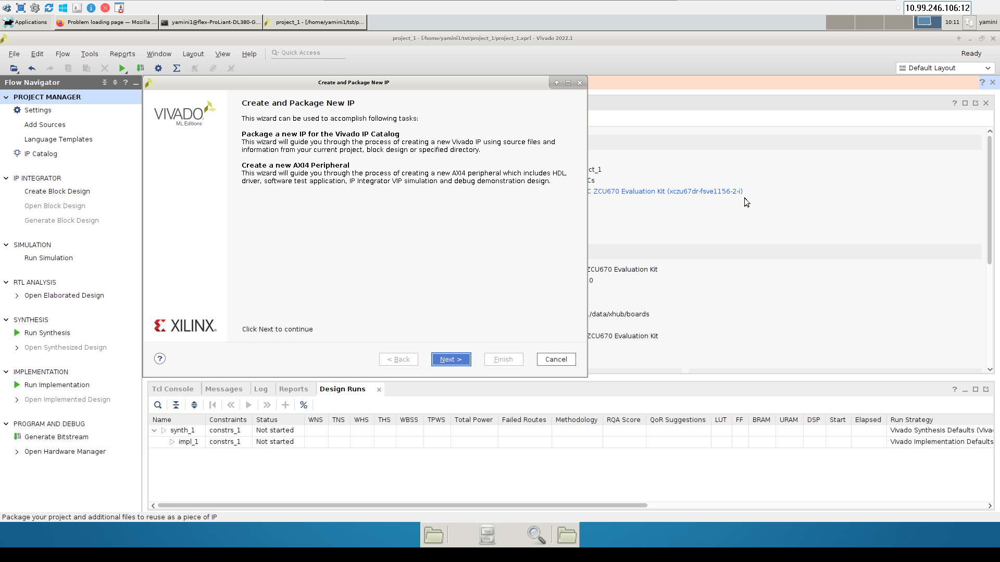 10.99.246.106:12
Applications
Problem loading page — Mozilla ...
yamini1@flex-ProLiant-DL380-G...
project_1 - [/home/yamini1/tst/p...
10:11
yamini
project_1 - [/home/yamini1/tst/project_1/project_1.xpr] - Vivado 2022.1
File Edit Flow Tools Reports Window Layout View Help
Quick Access
Ready
Default Layout
Flow Navigator
PROJECT MANAGER
Settings
Add Sources
Language Templates
IP Catalog
IP INTEGRATOR
Create Block Design
Open Block Design
Generate Block Design
SIMULATION
Run Simulation
RTL ANALYSIS
Open Elaborated Design
SYNTHESIS
Run Synthesis
Open Synthesized Design
IMPLEMENTATION
Run Implementation
Open Implemented Design
PROGRAM AND DEBUG
Generate Bitstream
Open Hardware Manager
Create and Package New IP
VIVADO
ML Editions
Create and Package New IP
This wizard can be used to accomplish following tasks:
Package a new IP for the Vivado IP Catalog
This wizard will guide you through the process of creating a new Vivado IP using source files and
information from your current project, block design or specified directory.
Create a new AXI4 Peripheral
This wizard will guide you through the process of creating a new AXI4 peripheral which includes HDL,
driver, software test application, IP Integrator VIP simulation and debug demonstration design.
XILINX
Click Next to continue
< Back
Next >
Finish
Cancel
ct_1
Cs
C ZCU670 Evaluation Kit (xczu67dr-fsve1156-2-i)
ZCU670 Evaluation Kit
0
./data/xhub/boards
ZCU670 Evaluation Kit
Tcl Console Messages Log Reports Design Runs
Name Constraints Status WNS TNS WHS THS WBSS TPWS Total Power Failed Routes Methodology RQA Score QoR Suggestions LUT FF BRAM URAM DSP Start Elapsed Run Strategy
synth_1 constrs_1 Not started Vivado Synthesis Defaults (Viva
impl_1 constrs_1 Not started Vivado Implementation Defaults
Package your project and additional files to reuse as a piece of IP